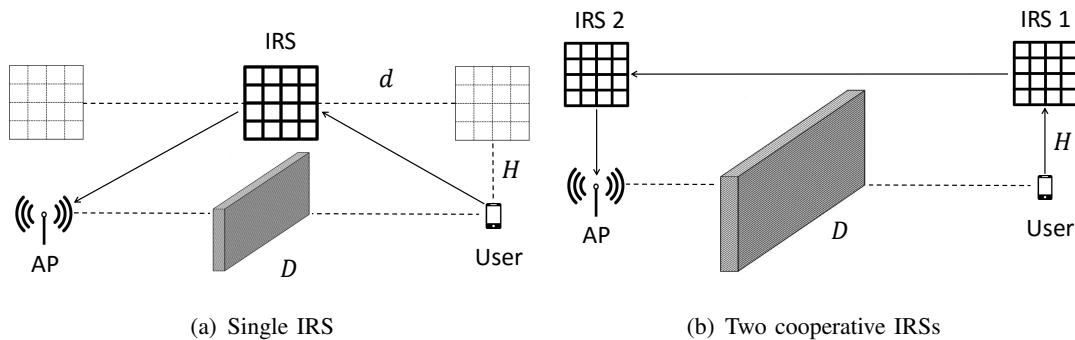 IRS
d
H
AP
D
User
(a) Single IRS
IRS 2
IRS 1
H
AP
D
User
(b) Two cooperative IRSs